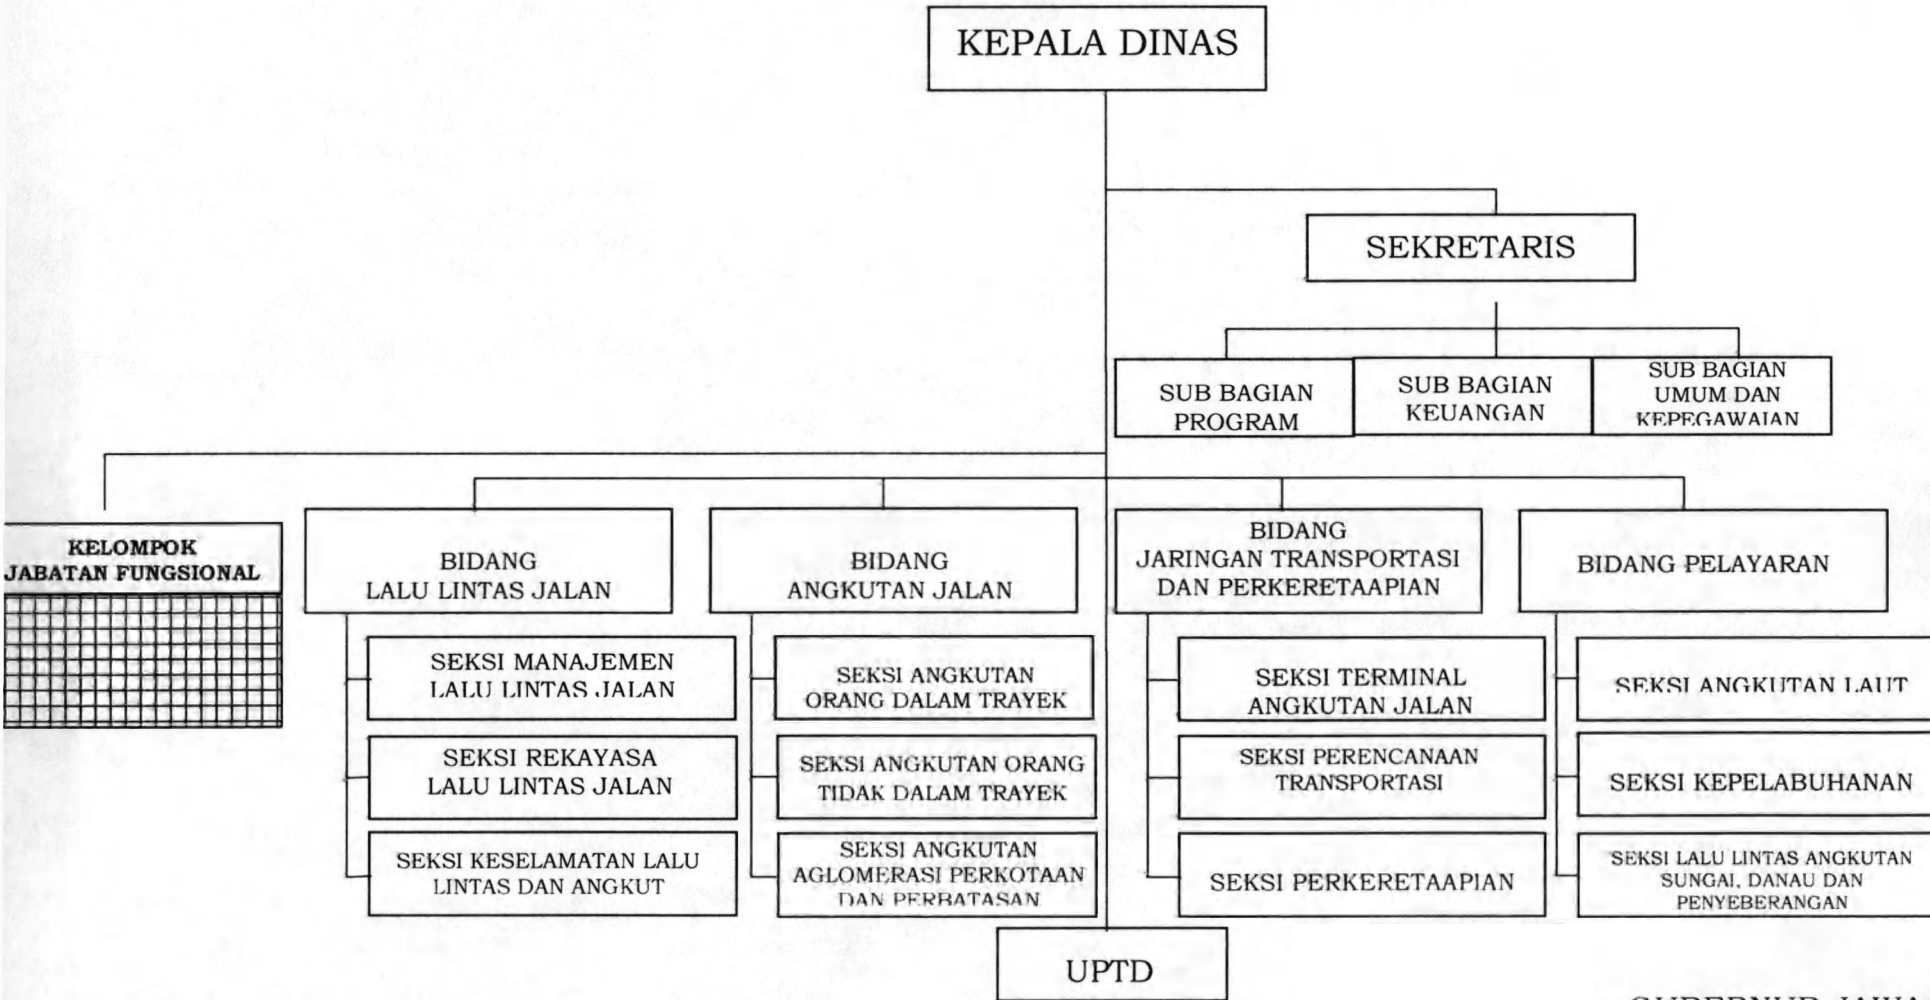 KEPALA DINAS
SEKRETARIS
SUB BAGIAN
PROGRAM
SUB BAGIAN
KEUANGAN
SUB BAGIAN
UMUM DAN
KEPEGAWAIAN
KELOMPOK
JABATAN FUNGSIONAL
BIDANG
LALU LINTAS JALAN
SEKSI MANAJEMEN
LALU LINTAS JALAN
SEKSI REKAYASA
LALU LINTAS JALAN
SEKSI KESELAMATAN LALU
LINTAS DAN ANGKUT
BIDANG
ANGKUTAN JALAN
SEKSI ANGKUTAN
ORANG DALAM TRAYEK
SEKSI ANGKUTAN ORANG
TIDAK DALAM TRAYEK
SEKSI ANGKUTAN
AGLOMERASI PERKOTAAN
DAN PERBATASAN
BIDANG
JARINGAN TRANSPORTASI
DAN PERKERETAAPIAN
SEKSI TERMINAL
ANGKUTAN JALAN
SEKSI PERENCANAAN
TRANSPORTASI
SEKSI PERKERETAAPIAN
BIDANG PELAYARAN
SEKSI ANGKUTAN LAUT
SEKSI KEPELABUHANAN
SEKSI LALU LINTAS ANGKUTAN
SUNGAI, DANAU DAN
PENYEBERANGAN
UPTD